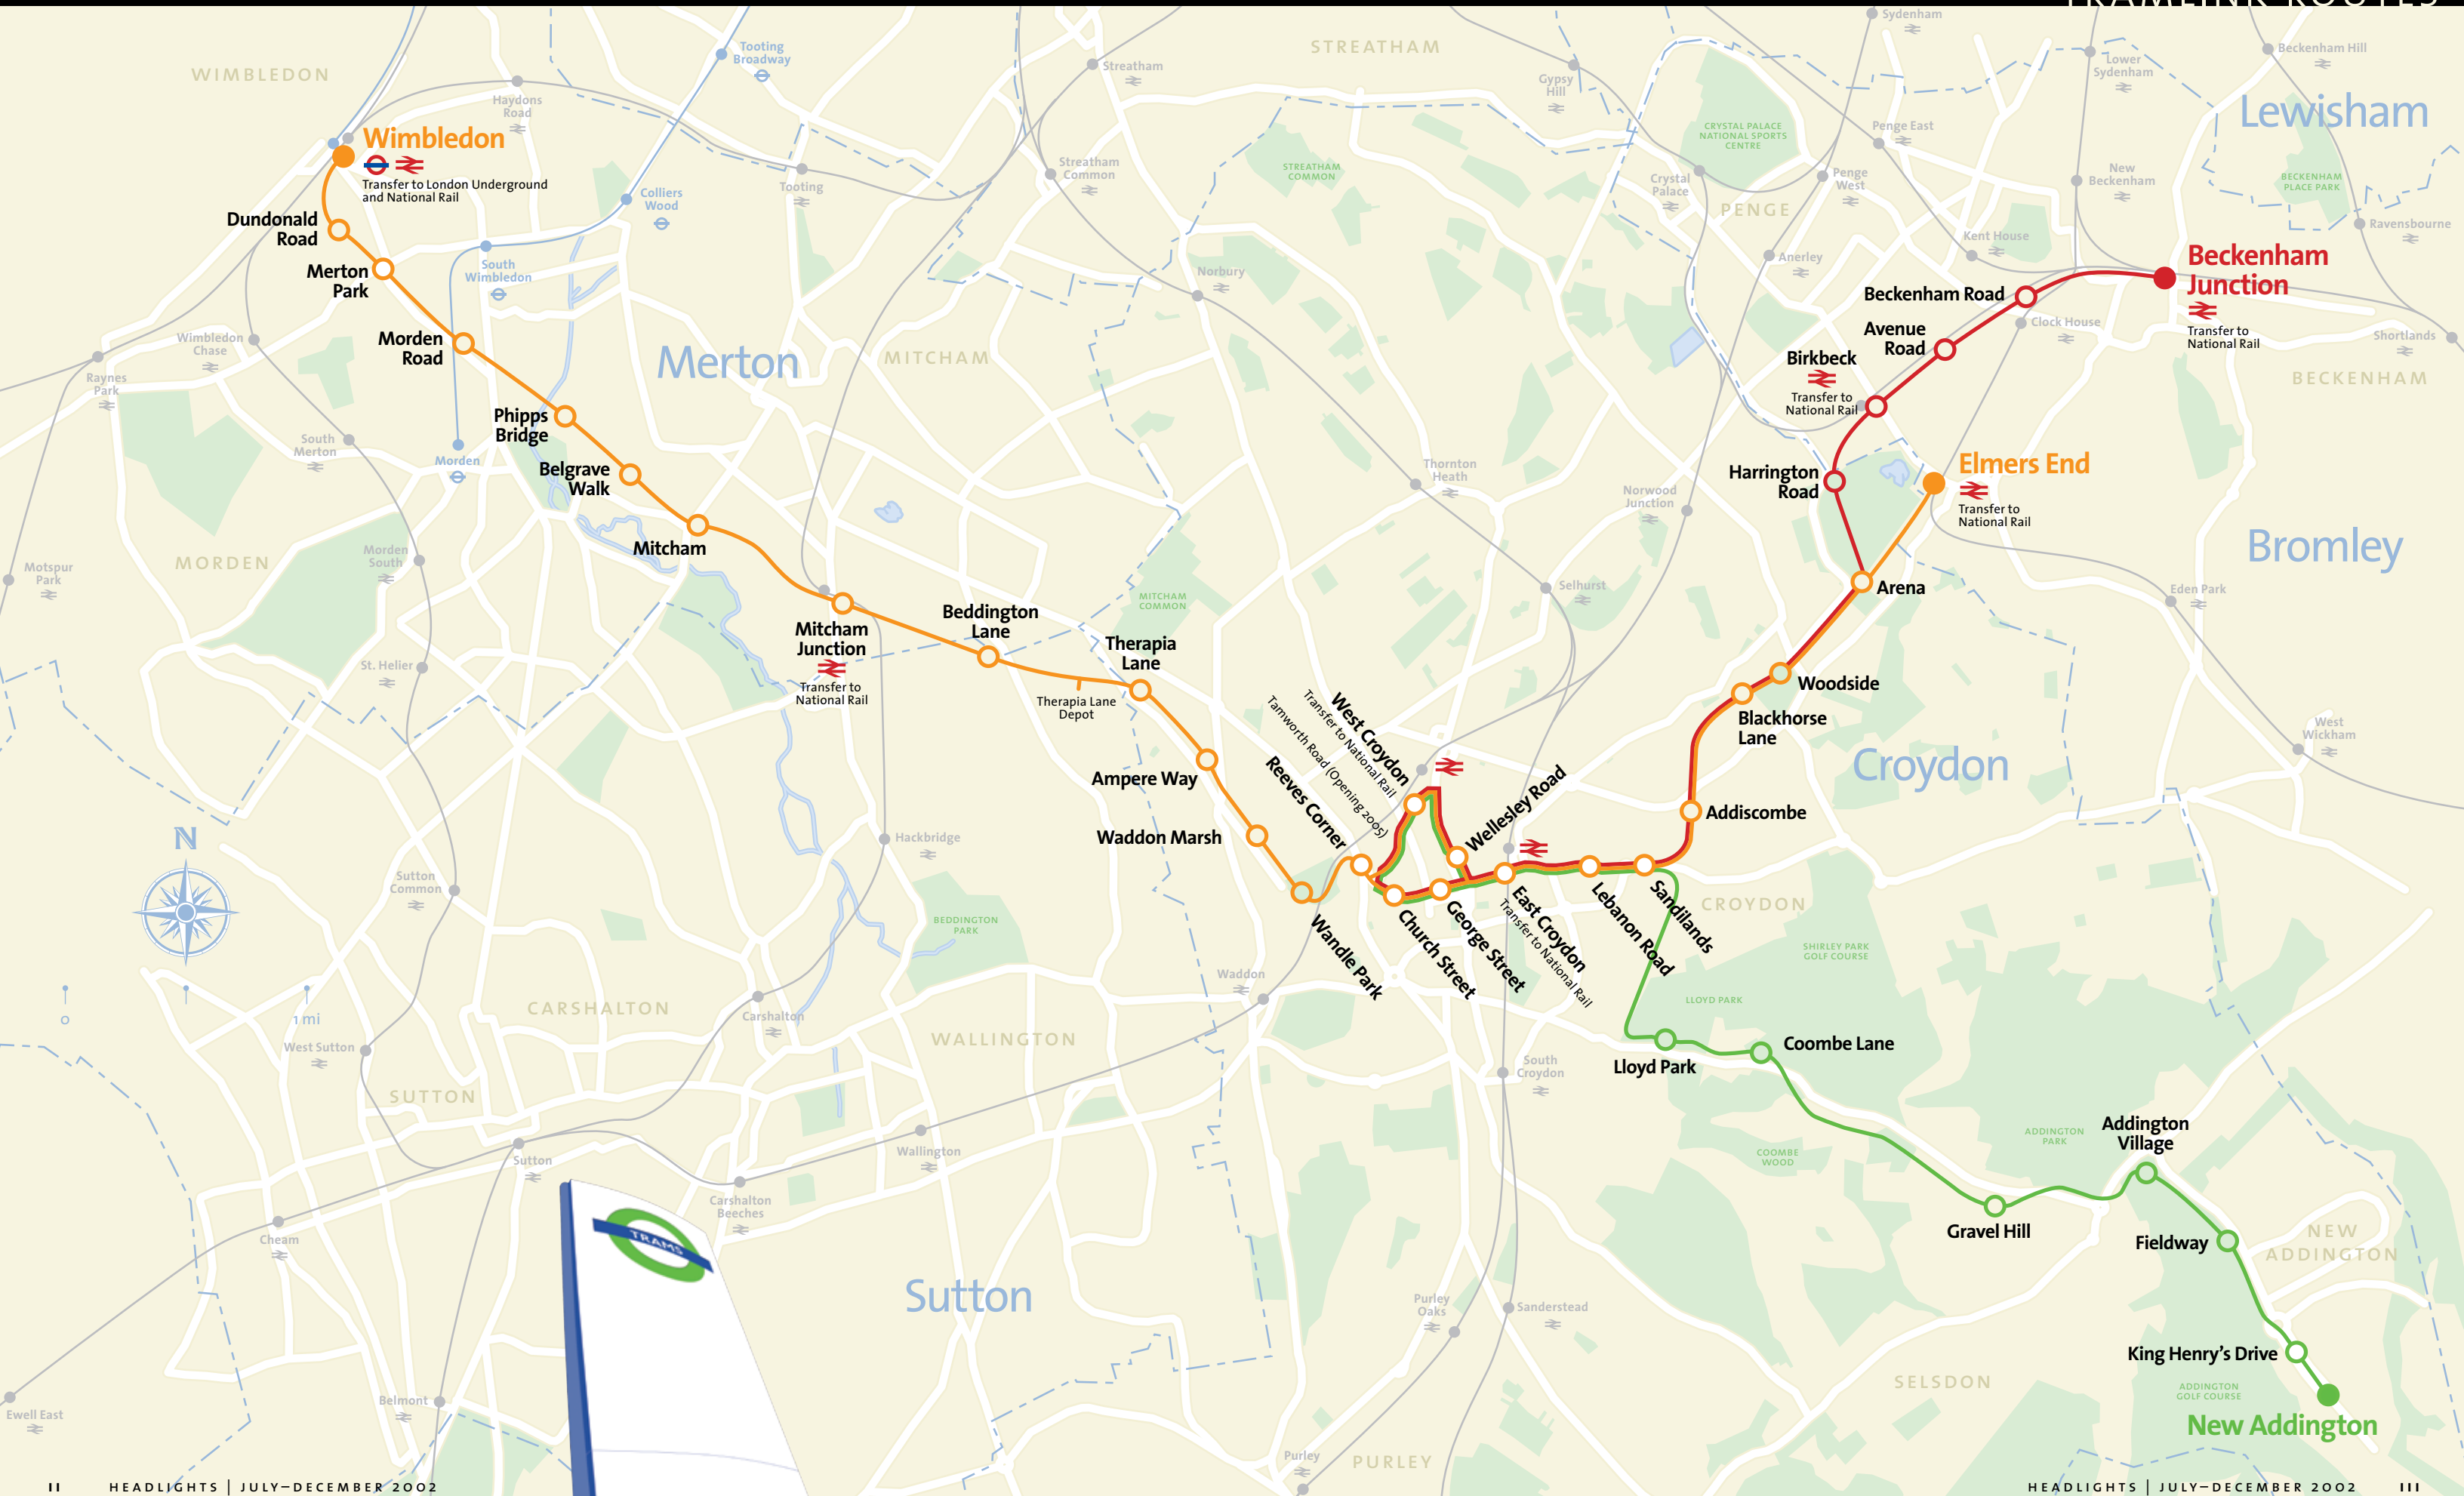 TRAMLINK ROUTES
WIMBLEDON
Haydons
Road
Tooting
Broadway
Streatham
STREATHAM
Gypsy
Hill
Sydenham
Lower
Sydenham
Beckenham Hill
Lewisham
Wimbledon
Transfer to London Underground
and National Rail
Colliers
Wood
Tooting
Streatham
Common
STREATHAM
COMMON
CRYSTAL PALACE
NATIONAL SPORTS
CENTRE
Crystal
Palace
Penge East
Penge
West
PENGE
New
Beckenham
BECKENHAM
PLACE PARK
Ravensbourne
Dundonald
Road
Merton
Park
South
Wimbledon
Norbury
Anerley
Kent House
Beckenham
Junction
Transfer to
National Rail
Beckenham Road
Clock House
Shortlands
Avenue
Road
Birkbeck
Transfer to
National Rail
BECKENHAM
Wimbledon
Chase
Raynes
Park
Morden
Road
Merton
MITCHAM
South
Merton
Morden
Phipps
Bridge
Belgrave
Walk
Mitcham
Thornton
Heath
Norwood
Junction
Harrington
Road
Elmers End
Transfer to
National Rail
Bromley
Motspur
Park
MORDEN
Morden
South
St. Helier
Mitcham
Junction
Transfer to
National Rail
Beddington
Lane
MITCHAM
COMMON
Therapia
Lane
Therapia Lane
Depot
Selhurst
Arena
Eden Park
Woodside
Blackhorse
Lane
West
Wickham
Croydon
Ampere Way
Waddon Marsh
Reeves Corner
West Croydon
Transfer to National Rail
Tamworth Road (Opening 2005)
Wellesley Road
Addiscombe
N
0
1 mi
Sutton
Common
Hackbridge
BEDDINGTON
PARK
Wandle Park
Church Street
George Street
East Croydon
Transfer to National Rail
Lebanon Road
Sandilands
CROYDON
SHIRLEY PARK
GOLF COURSE
LLOYD PARK
Waddon
CARSHALTON
Carshalton
WALLINGTON
West Sutton
SUTTON
Sutton
Wallington
Carshalton
Beeches
Cheam
South
Croydon
Lloyd Park
Coombe Lane
COOMBE
WOOD
ADDINGTON
PARK
Addington
Village
Gravel Hill
Fieldway
NEW
ADDINGTON
TRAMS
Sutton
Purley
Oaks
Sanderstead
King Henry's Drive
SELSDON
ADDINGTON
GOLF COURSE
New Addington
Ewell East
Belmont
Purley
PURLEY
II HEADLIGHTS | JULY–DECEMBER 2002
HEADLIGHTS | JULY–DECEMBER 2002 III